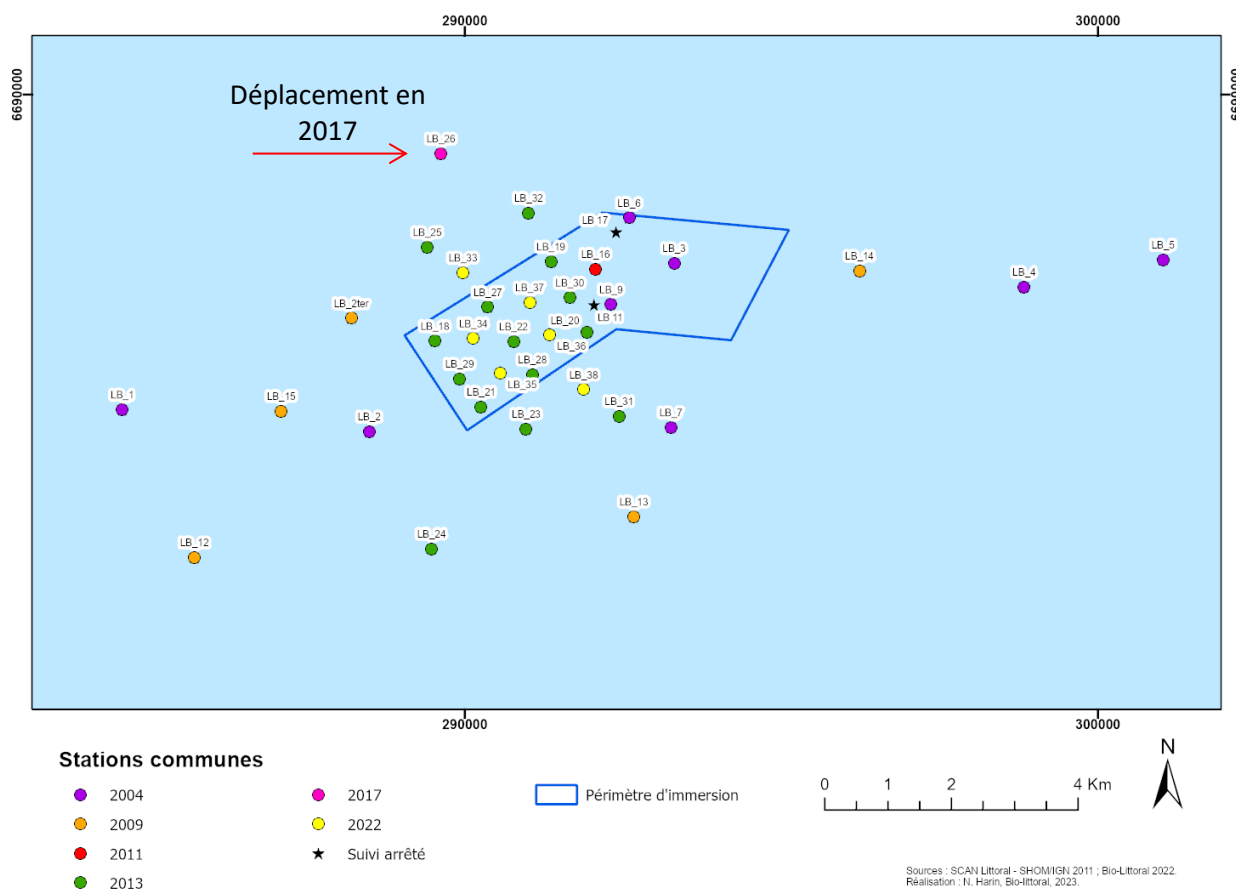 290000
300000
6690000
6690000
Déplacement en
2017
LB_26
LB_32
LB_6
LB 17
LB_25
LB_33
LB_19
LB_16
LB_3
LB_14
LB_5
LB_4
LB_37
LB_30
LB_9
LB_27
LB_2ter
LB_18
LB_34
LB_22
LB_20
LB 11
LB_36
LB_29
LB_28
LB_38
LB_35
LB_1
LB_15
LB_2
LB_21
LB_23
LB_31
LB_7
LB_13
LB_24
LB_12
290000
300000
Stations communes
2004
2009
2011
2013
2017
2022
Suivi arrêté
Périmètre d'immersion
0 1 2 4 Km
N
Sources : SCAN Littoral - SHOM/IGN 2011 ; Bio-Littoral 2022.
Réalisation : N. Harin, Bio-littoral, 2023.